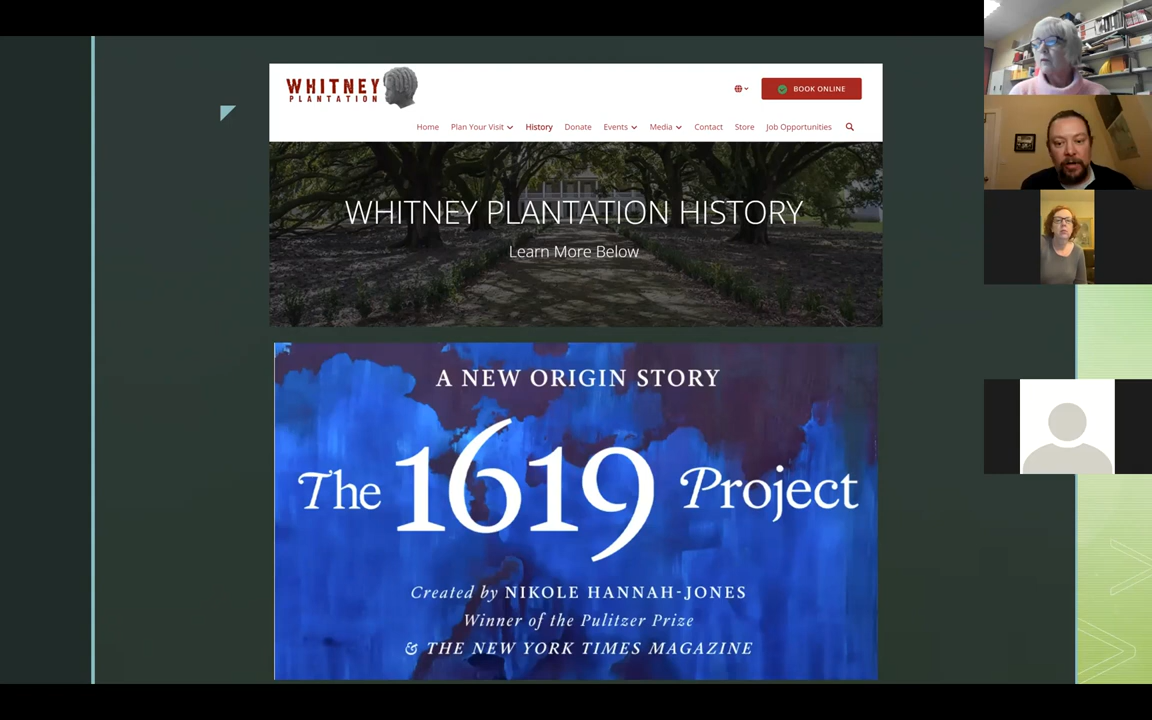 WHITNEY
PLANTATION
BOOK ONLINE
Home Plan Your Visit History Donate Events Media Contact Store Job Opportunities
WHITNEY PLANTATION HISTORY
Learn More Below
A NEW ORIGIN STORY
The 1619 Project
Created by NIKOLE HANNAH-JONES
Winner of the Pulitzer Prize
& THE NEW YORK TIMES MAGAZINE